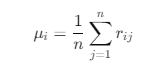 μ_i = \frac{1}{n} \sum_{j=1}^{n} r_{ij}